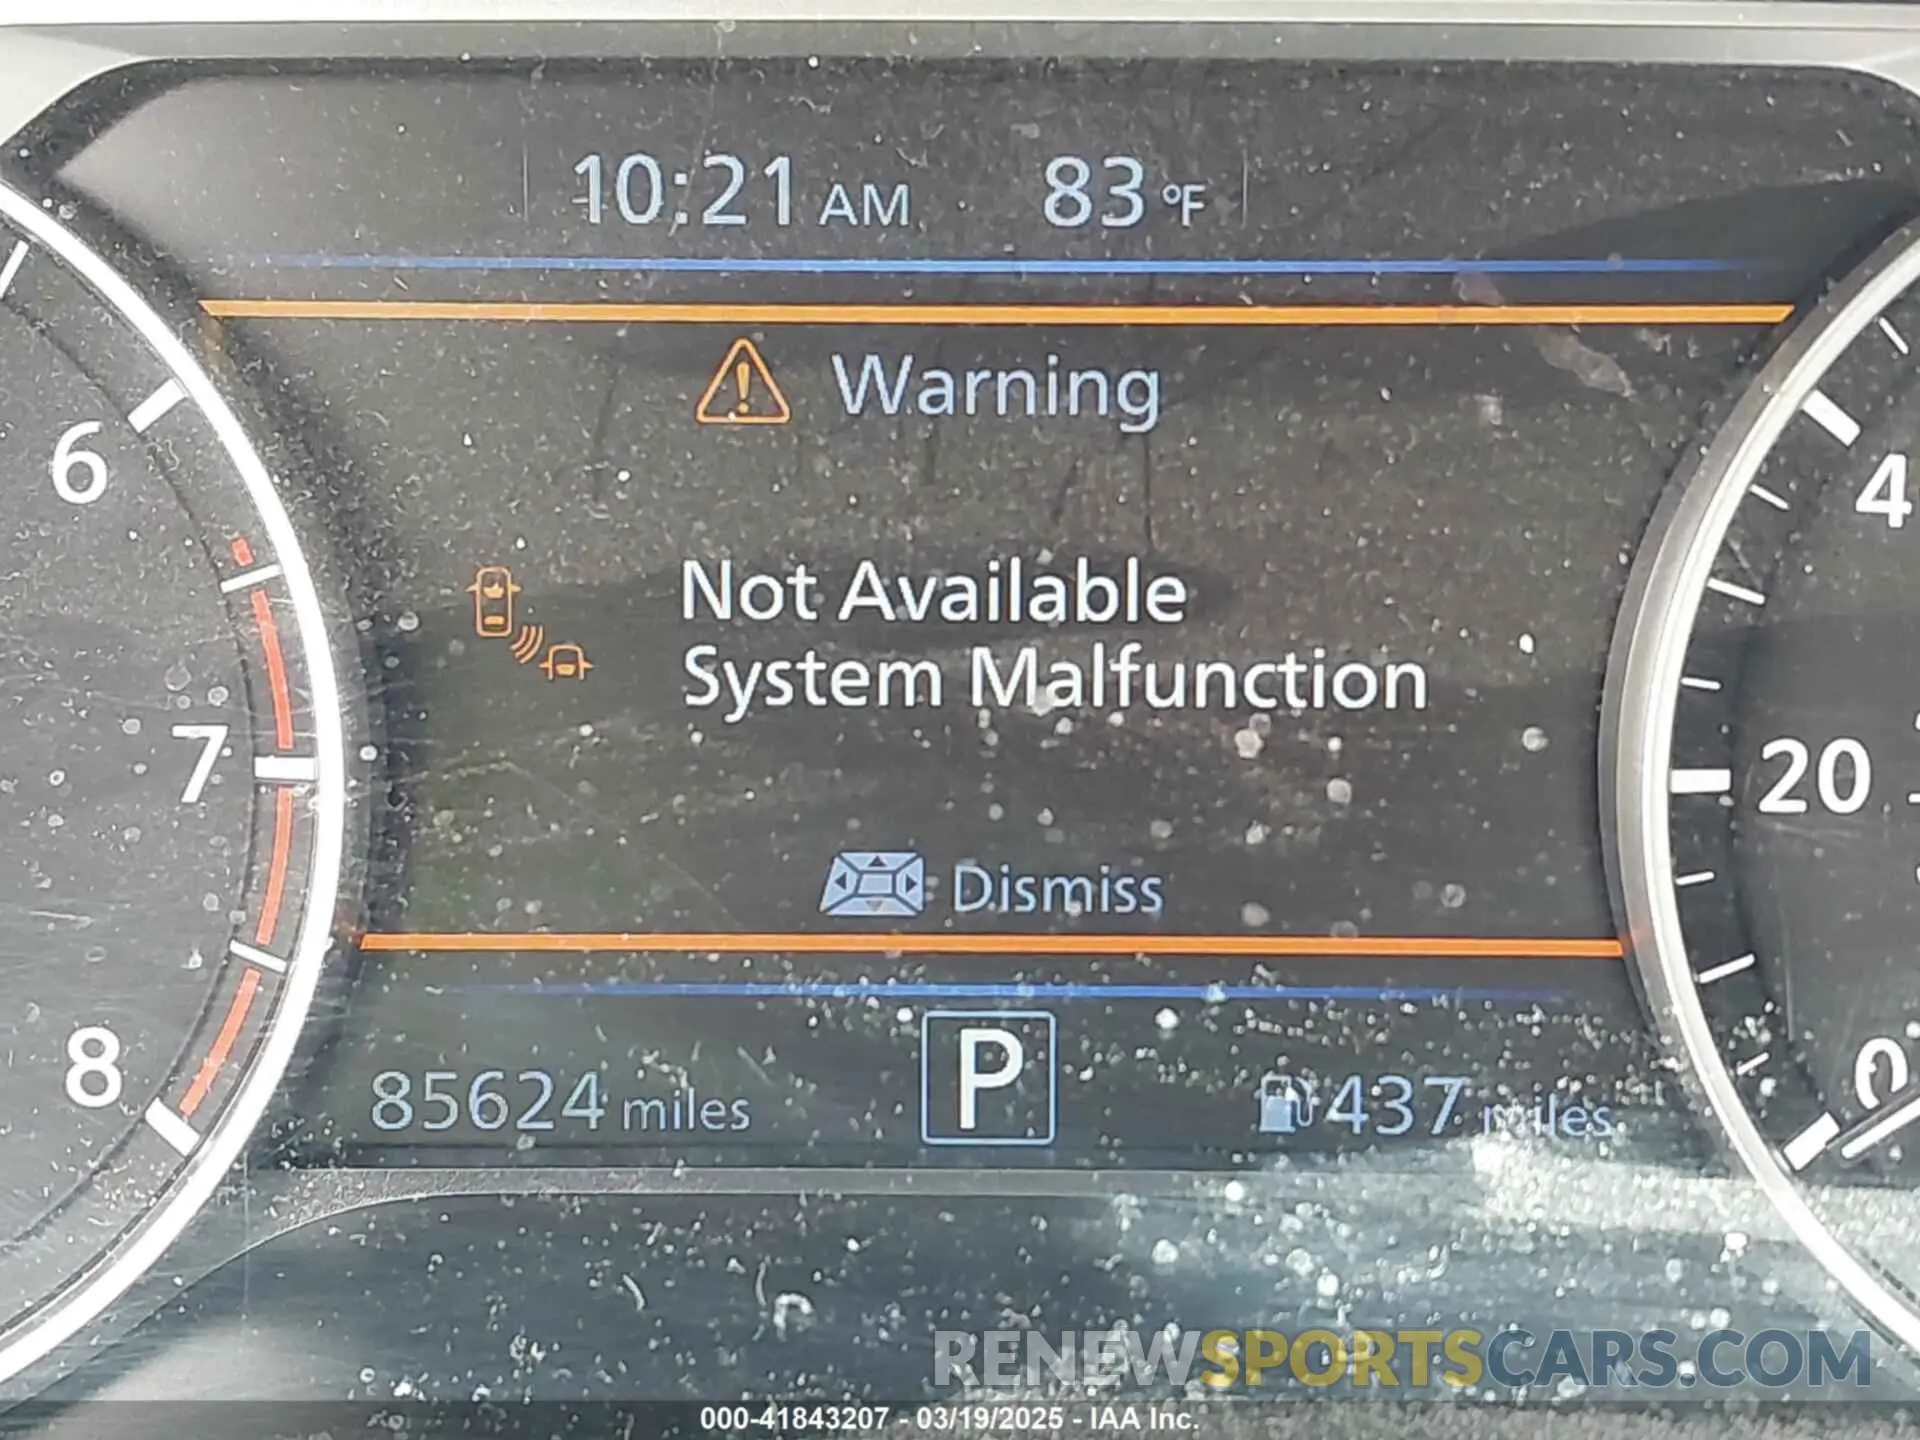 10:21 AM 83 °F
Warning
6
4
Not Available
System Malfunction
7
20
Dismiss
8
0
85624 miles P 437 miles
RENEWSPORTSCARS.COM
000-41843207 - 03/19/2025 - IAA Inc.